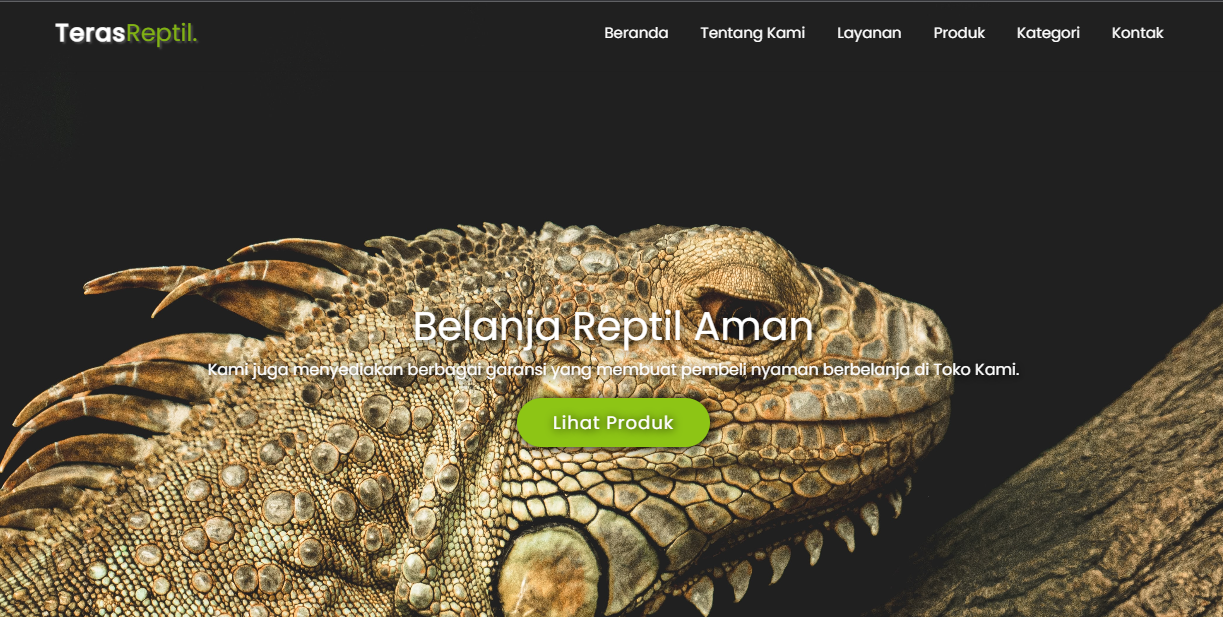 TerasReptil.
Beranda Tentang Kami Layanan Produk Kategori Kontak
Belanja Reptil Aman
Kami juga menyediakan berbagai garansi yang membuat pembeli nyaman berbelanja di Toko Kami.
Lihat Produk